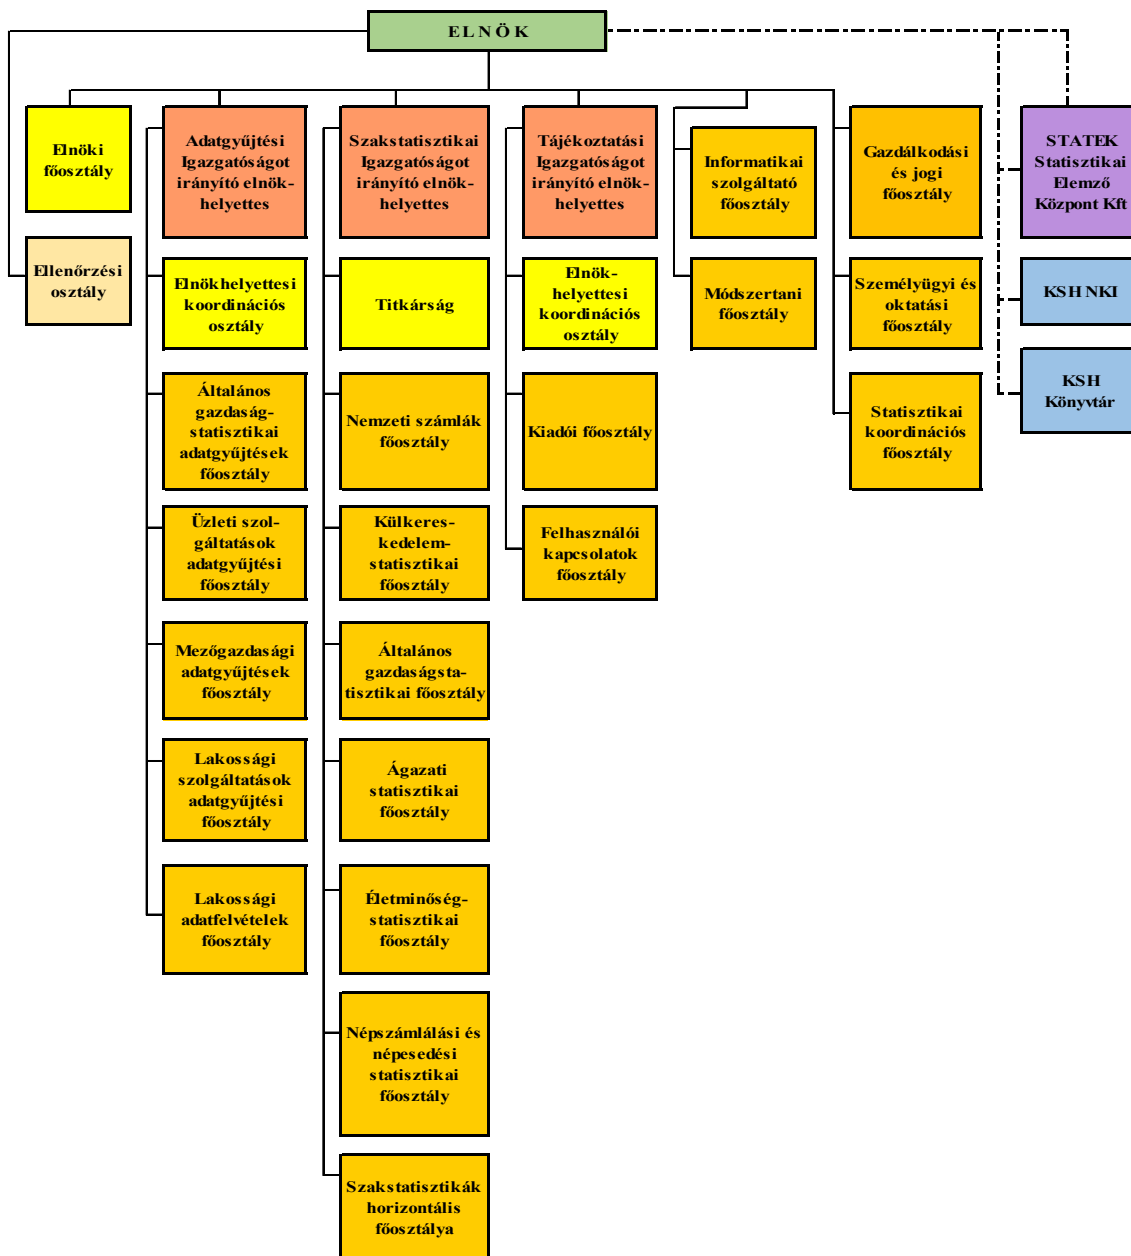 ELNÖK
Elnöki
főosztály
Ellenőrzési
osztály
Adatgyűjtési
Igazgatóságot
irányító elnök-
helyettes
Elnökhelyettesi
koordinációs
osztály
Általános
gazdaság-
statisztikai
adatgyűjtések
főosztály
Üzleti szol-
gáltatások
adatgyűjtési
főosztály
Mezőgazdasági
adatgyűjtések
főosztály
Lakossági
szolgáltatások
adatgyűjtési
főosztály
Lakossági
adatfelvételek
főosztály
Szakstatisztikai
Igazgatóságot
irányító elnök-
helyettes
Titkárság
Nemzeti számlák
főosztály
Külkeres-
kedelem-
statisztikai
főosztály
Általános
gazdaságsta-
tisztikai főosztály
Ágazati
statisztikai
főosztály
Életminőség-
statisztikai
főosztály
Népszámlálási és
népesedési
statisztikai
főosztály
Szakstatisztikák
horizontális
főosztálya
Tájékoztatási
Igazgatóságot
irányító elnök-
helyettes
Elnök-
helyettesi
koordinációs
osztály
Kiadói főosztály
Felhasználói
kapcsolatok
főosztály
Informatikai
szolgáltató
főosztály
Módszertani
főosztály
Gazdálkodási
és jogi
főosztály
Személyügyi és
oktatási
főosztály
Statisztikai
koordinációs
főosztály
STATEK
Statisztikai
Elemző
Központ Kft
KSH NKI
KSH
Könyvtár